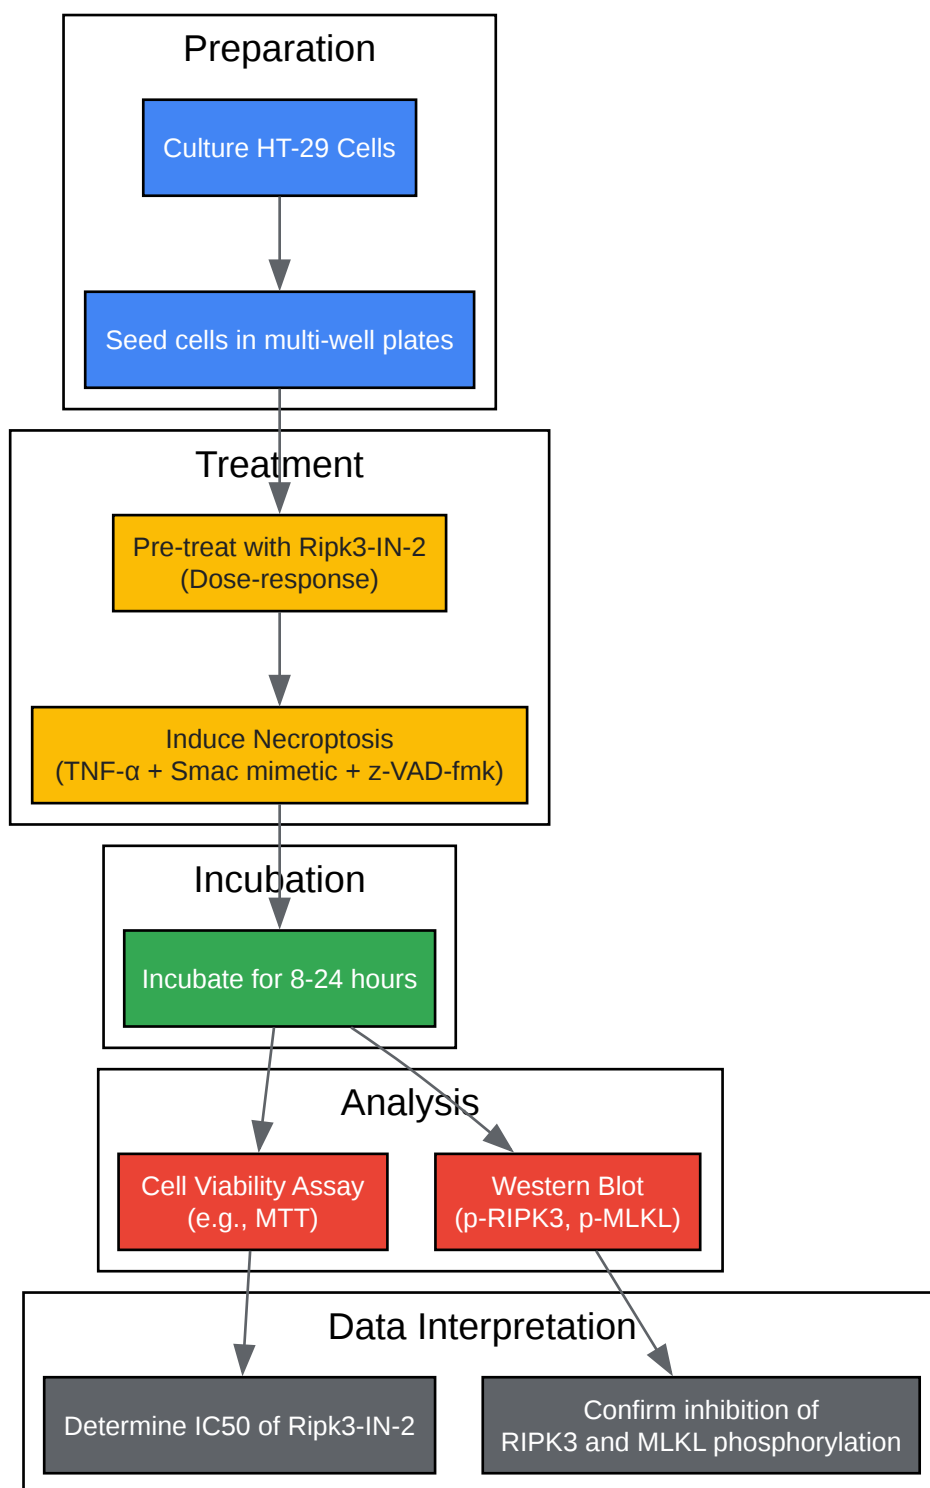 Preparation
Culture HT-29 Cells
Seed cells in multi-well plates
Treatment
Pre-treat with Ripk3-IN-2
(Dose-response)
Induce Necroptosis
(TNF-α + Smac mimetic + z-VAD-fmk)
Incubation
Incubate for 8-24 hours
Analysis
Cell Viability Assay
(e.g., MTT)
Western Blot
(p-RIPK3, p-MLKL)
Data Interpretation
Determine IC50 of Ripk3-IN-2
Confirm inhibition of
RIPK3 and MLKL phosphorylation